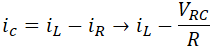 i_c = i_L − i_R → i_L − V_RC / R